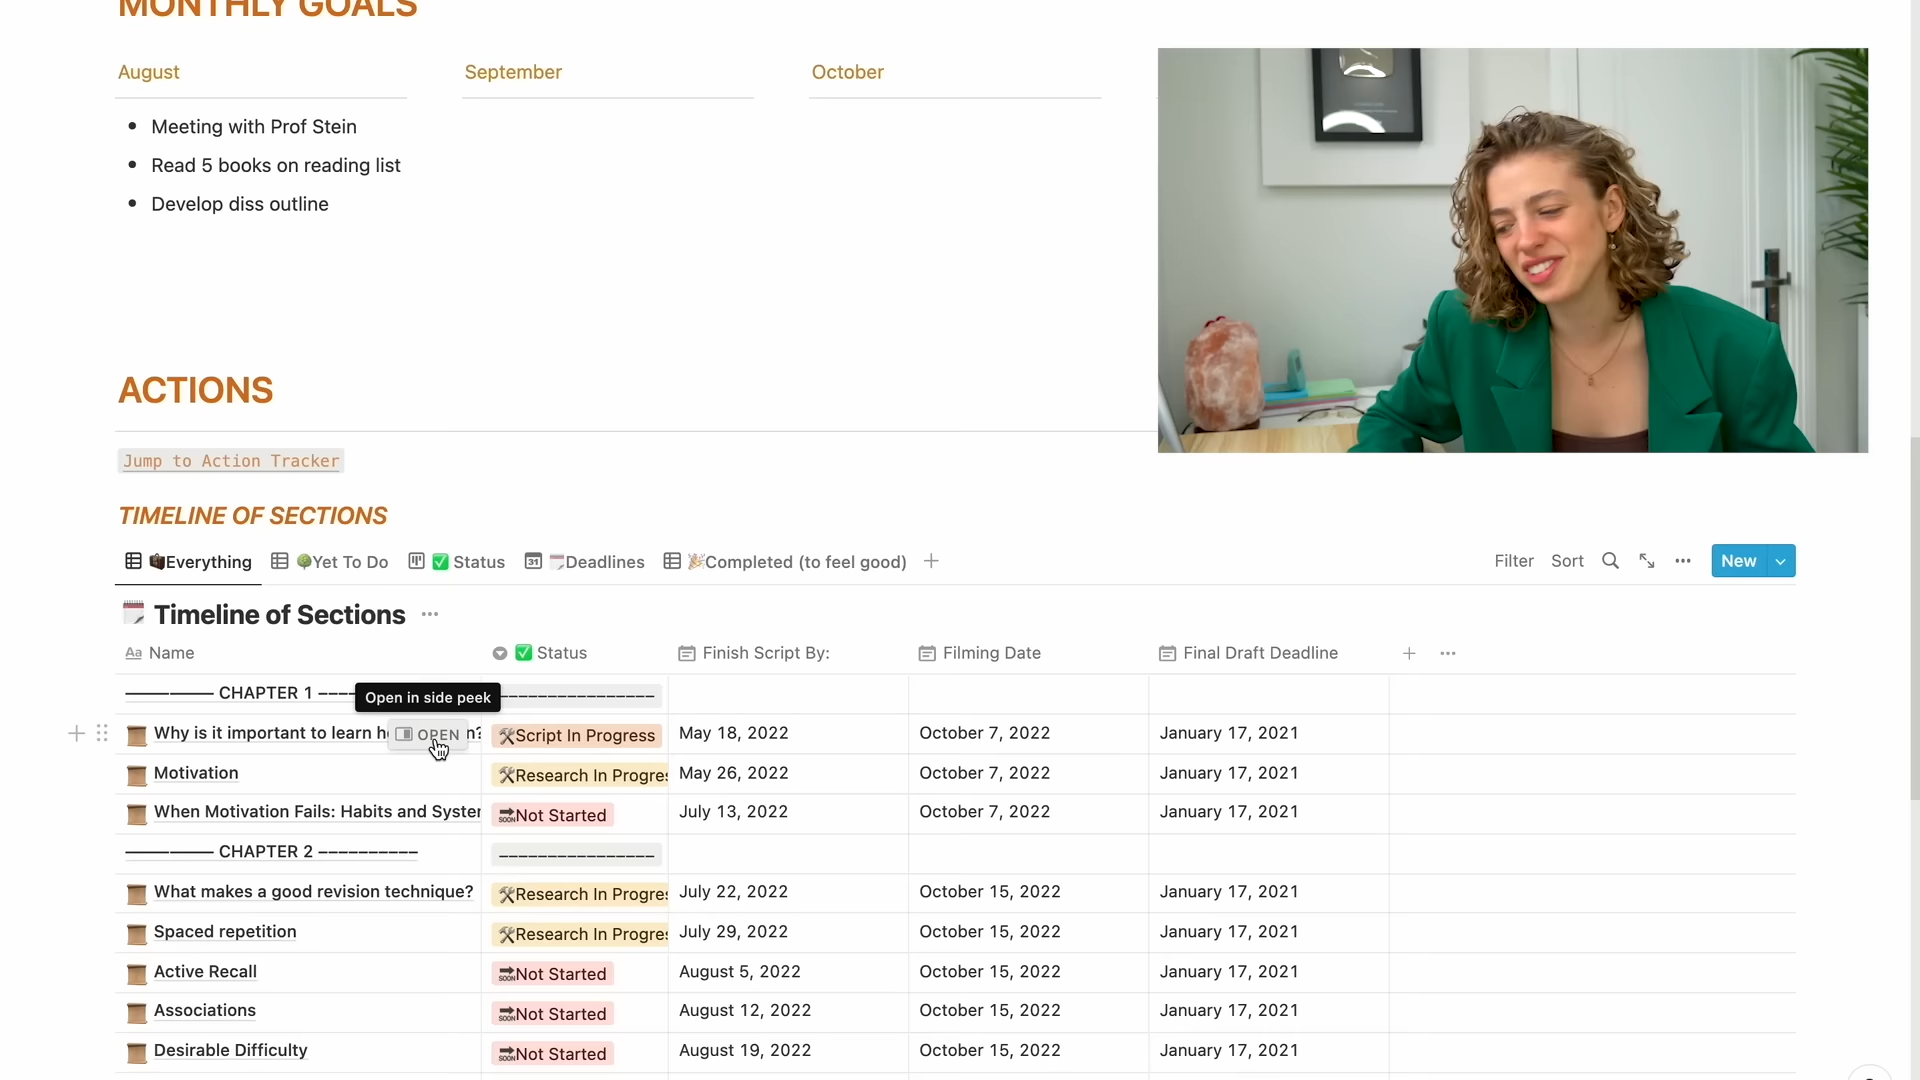 MONTHLY GOALS
August September October
Meeting with Prof Stein
Read 5 books on reading list
Develop diss outline
ACTIONS
Jump to Action Tracker
TIMELINE OF SECTIONS
Everything Yet To Do Status Deadlines Completed (to feel good) Filter Sort New
Timeline of Sections
Name Status Finish Script By: Filming Date Final Draft Deadline
————— CHAPTER 1 –––– ––––––––––––––––
Open in side peek
Why is it important to learn h OPEN n? Script In Progress May 18, 2022 October 7, 2022 January 17, 2021
Motivation Research In Progres May 26, 2022 October 7, 2022 January 17, 2021
When Motivation Fails: Habits and System Not Started July 13, 2022 October 7, 2022 January 17, 2021
————— CHAPTER 2 –––––––––– ––––––––––––––––
What makes a good revision technique? Research In Progres July 22, 2022 October 15, 2022 January 17, 2021
Spaced repetition Research In Progres July 29, 2022 October 15, 2022 January 17, 2021
Active Recall Not Started August 5, 2022 October 15, 2022 January 17, 2021
Associations Not Started August 12, 2022 October 15, 2022 January 17, 2021
Desirable Difficulty Not Started August 19, 2022 October 15, 2022 January 17, 2021